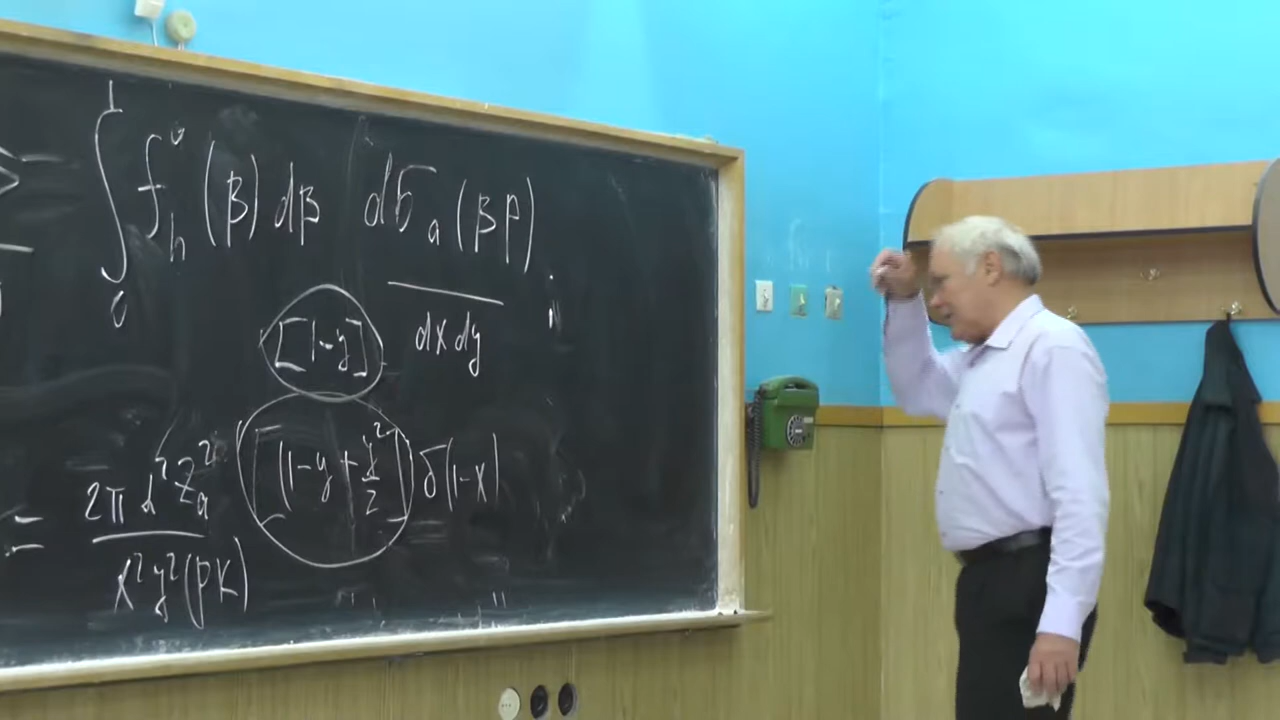 ∫₀¹ f_h^a (β) dβ dσ_a (βp) / dx dy ;
[1-y]
= 2π α² Z_a² / x² y² (pK) [(1-y+ y²/2)] δ(1-x)